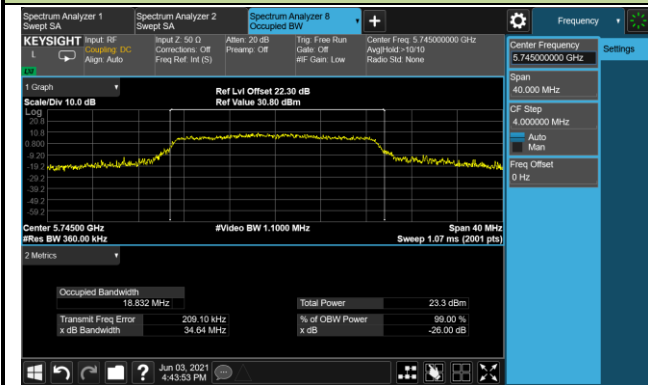 Spectrum Analyzer 1 Spectrum Analyzer 2 Spectrum Analyzer 8 Frequency
Swept SA Swept SA Occupied BW
KEYSIGHT Input: RF Input Z: 50 Ω Atten: 20 dB Trig: Free Run Center Freq: 5.745000000 GHz
L Coupling: DC Corrections: Off Preamp: Off Gate: Off Avg|Hold:>10/10
Align: Auto Freq Ref: Int (S) #IF Gain: Low Radio Std: None
Center Frequency Settings
5.745000000 GHz
Span
40.000 MHz
CF Step
4.000000 MHz
Auto
Man
Freq Offset
0 Hz
1 Graph Ref Lvl Offset 22.30 dB
Scale/Div 10.0 dB Ref Value 30.80 dBm
Log
20.8
10.8
0.800
-9.20
-19.2
-29.2
-39.2
-49.2
-59.2
Center 5.74500 GHz #Video BW 1.1000 MHz Span 40 MHz
#Res BW 360.00 kHz Sweep 1.07 ms (2001 pts)
2 Metrics
Occupied Bandwidth
18.832 MHz Total Power 23.3 dBm
Transmit Freq Error 209.10 kHz % of OBW Power 99.00 %
x dB Bandwidth 34.64 MHz x dB -26.00 dB
Jun 03, 2021
4:43:53 PM